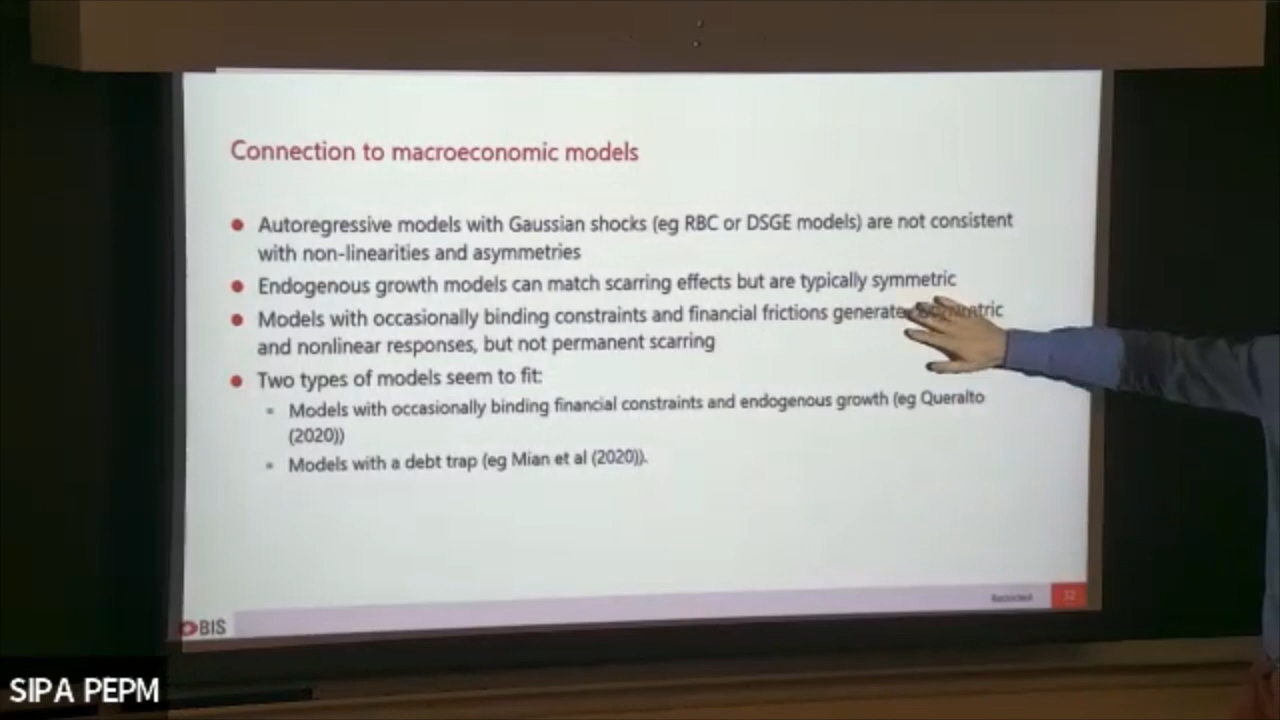 Connection to macroeconomic models
● Autoregressive models with Gaussian shocks (eg RBC or DSGE models) are not consistent
with non-linearities and asymmetries
● Endogenous growth models can match scarring effects but are typically symmetric
● Models with occasionally binding constraints and financial frictions generate
and nonlinear responses, but not permanent scarring
● Two types of models seem to fit:
▪ Models with occasionally binding financial constraints and endogenous growth (eg Queralto
(2020))
▪ Models with a debt trap (eg Mian et al (2020)).
Restricted
32
BIS
SIPA PEPM